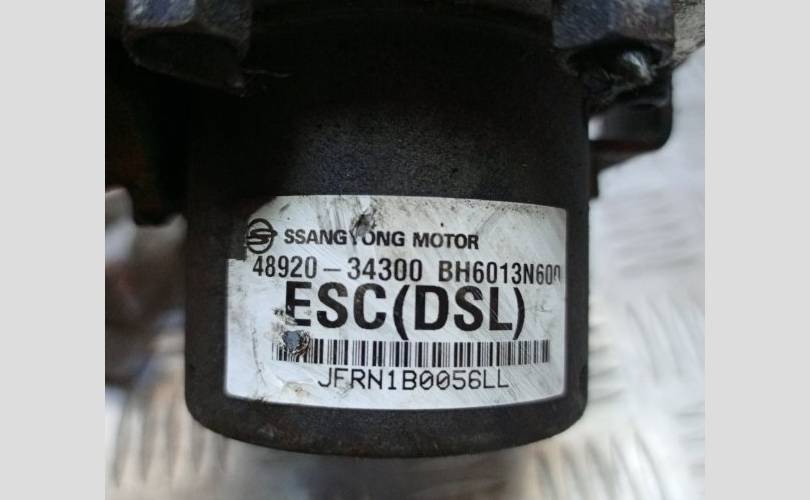 SSANGYONG MOTOR
48920-34300 BH6013N600
ESC(DSL)
JFRN1B0056LL